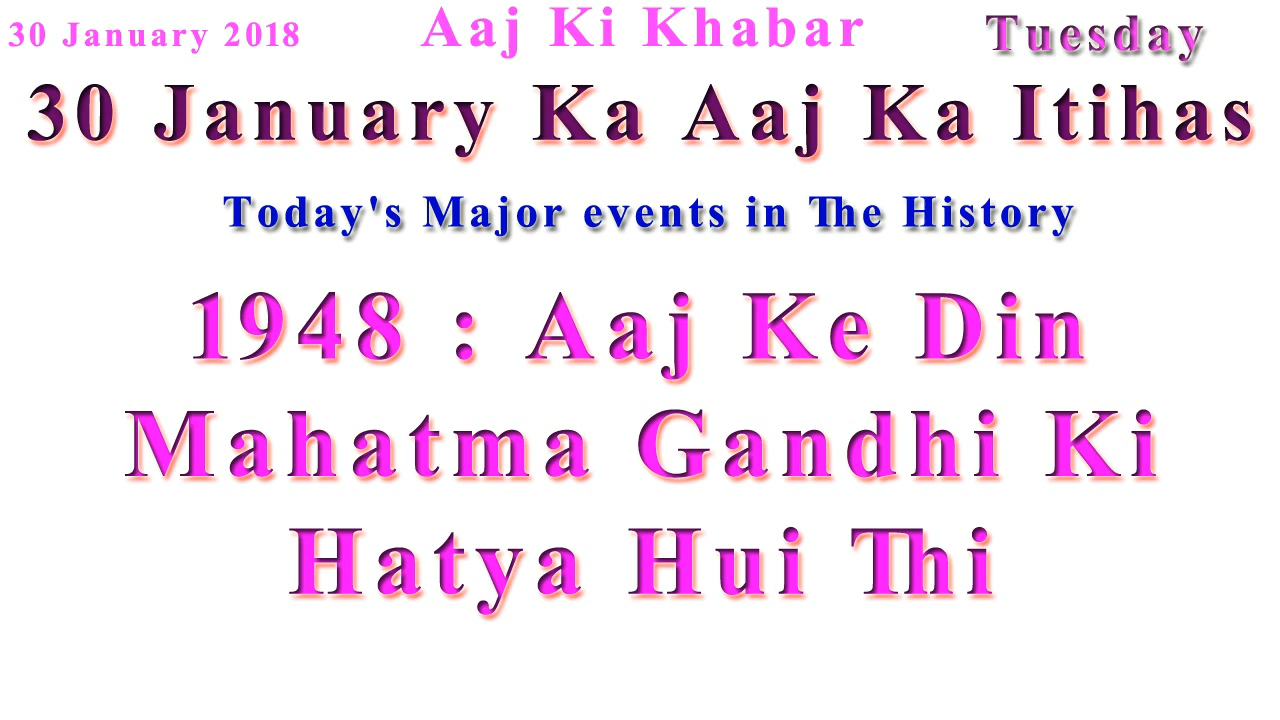 30 January 2018 Aaj Ki Khabar Tuesday
30 January Ka Aaj Ka Itihas
Today's Major events in The History
1948 : Aaj Ke Din
Mahatma Gandhi Ki
Hatya Hui Thi